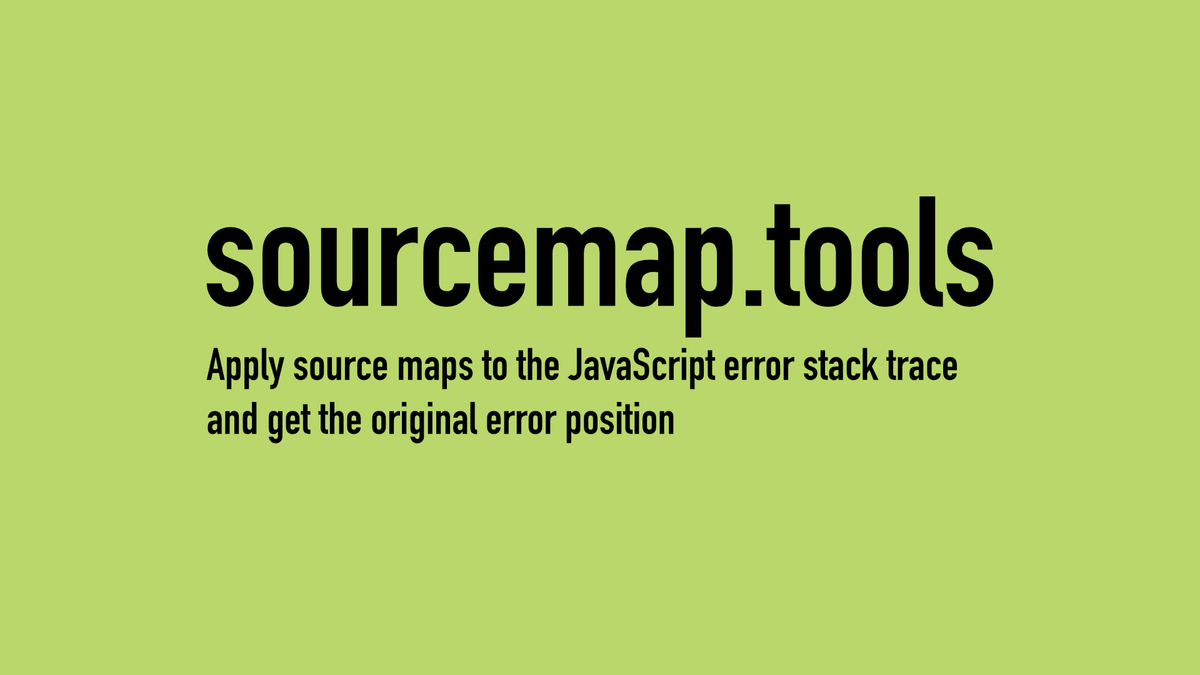 sourcemap.tools
Apply source maps to the JavaScript error stack trace
and get the original error position